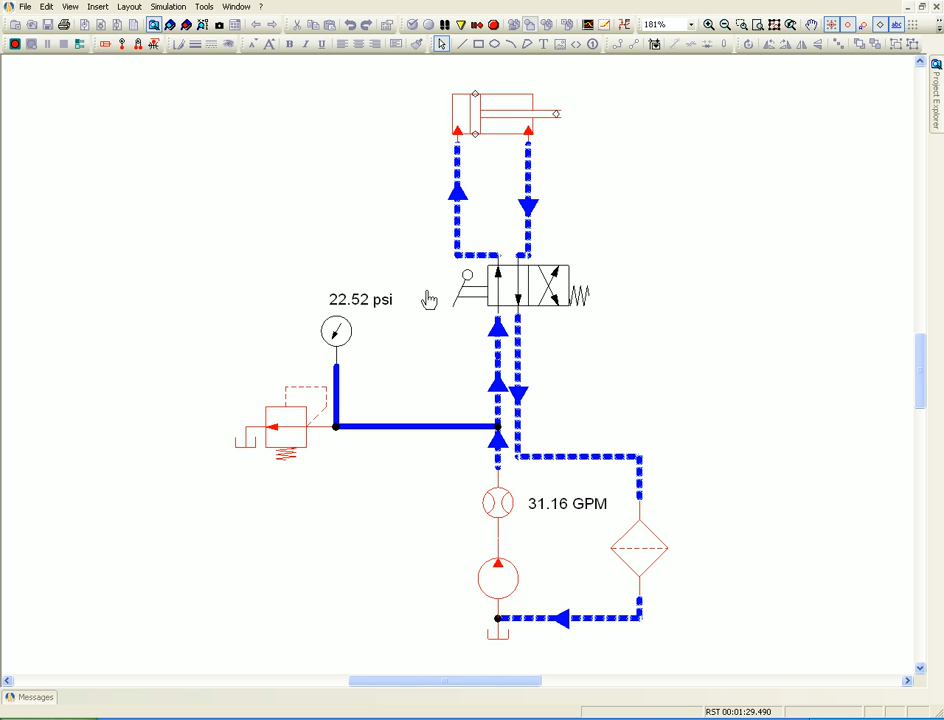 File Edit View Insert Layout Simulation Tools Window ?
181%
Project Explorer
22.52 psi
31.16 GPM
Messages
RST 00:01:29.490